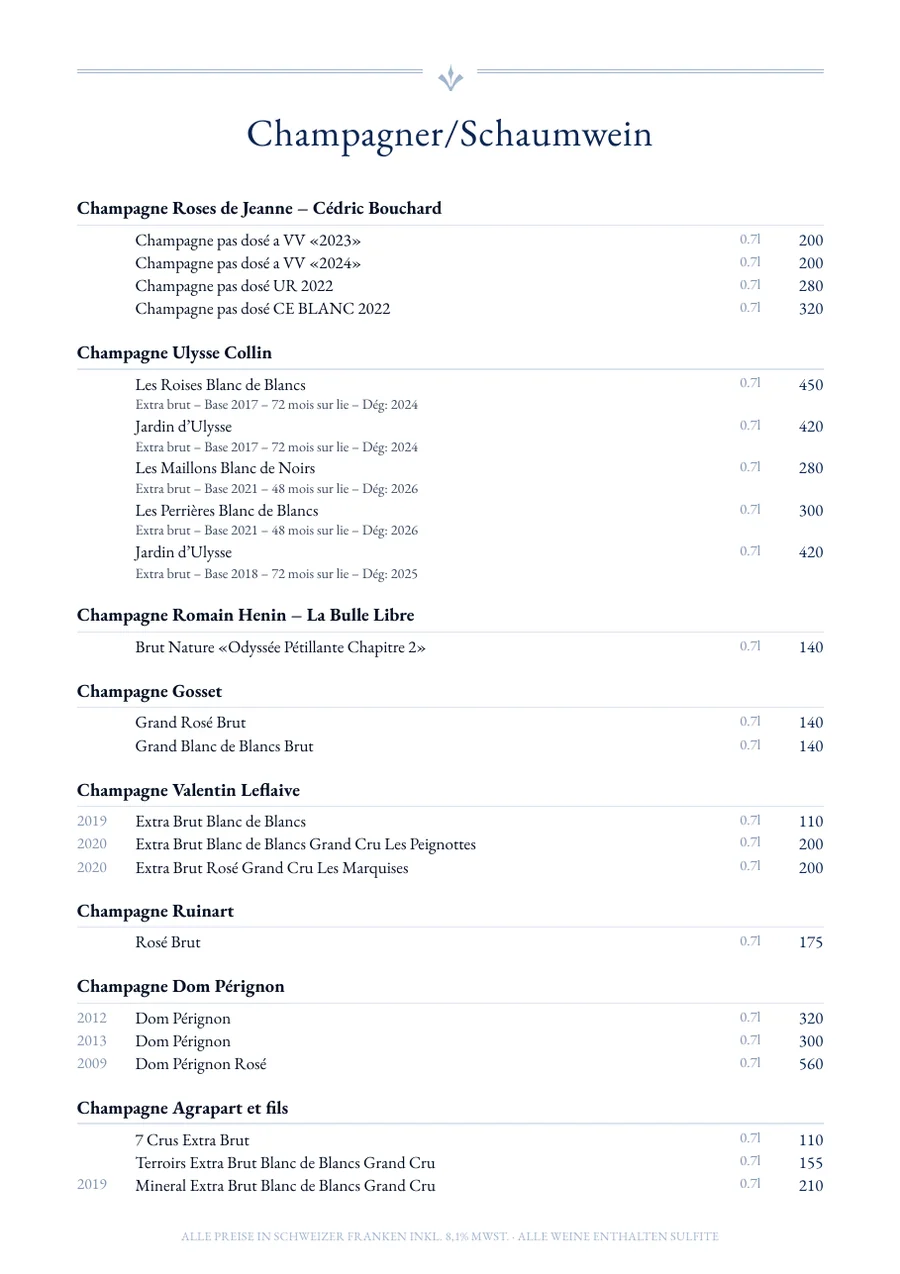 Champagner/Schaumwein
Champagne Roses de Jeanne – Cédric Bouchard
Champagne pas dosé a VV «2023» 0.7l 200
Champagne pas dosé a VV «2024» 0.7l 200
Champagne pas dosé UR 2022 0.7l 280
Champagne pas dosé CE BLANC 2022 0.7l 320
Champagne Ulysse Collin
Les Roises Blanc de Blancs 0.7l 450
Extra brut – Base 2017 – 72 mois sur lie – Dég: 2024
Jardin d’Ulysse 0.7l 420
Extra brut – Base 2017 – 72 mois sur lie – Dég: 2024
Les Maillons Blanc de Noirs 0.7l 280
Extra brut – Base 2021 – 48 mois sur lie – Dég: 2026
Les Perrières Blanc de Blancs 0.7l 300
Extra brut – Base 2021 – 48 mois sur lie – Dég: 2026
Jardin d’Ulysse 0.7l 420
Extra brut – Base 2018 – 72 mois sur lie – Dég: 2025
Champagne Romain Henin – La Bulle Libre
Brut Nature «Odyssée Pétillante Chapitre 2» 0.7l 140
Champagne Gosset
Grand Rosé Brut 0.7l 140
Grand Blanc de Blancs Brut 0.7l 140
Champagne Valentin Leflaive
2019 Extra Brut Blanc de Blancs 0.7l 110
2020 Extra Brut Blanc de Blancs Grand Cru Les Peignottes 0.7l 200
2020 Extra Brut Rosé Grand Cru Les Marquises 0.7l 200
Champagne Ruinart
Rosé Brut 0.7l 175
Champagne Dom Pérignon
2012 Dom Pérignon 0.7l 320
2013 Dom Pérignon 0.7l 300
2009 Dom Pérignon Rosé 0.7l 560
Champagne Agrapart et fils
7 Crus Extra Brut 0.7l 110
Terroirs Extra Brut Blanc de Blancs Grand Cru 0.7l 155
2019 Mineral Extra Brut Blanc de Blancs Grand Cru 0.7l 210
ALLE PREISE IN SCHWEIZER FRANKEN INKL. 8,1% MWST. · ALLE WEINE ENTHALTEN SULFITE